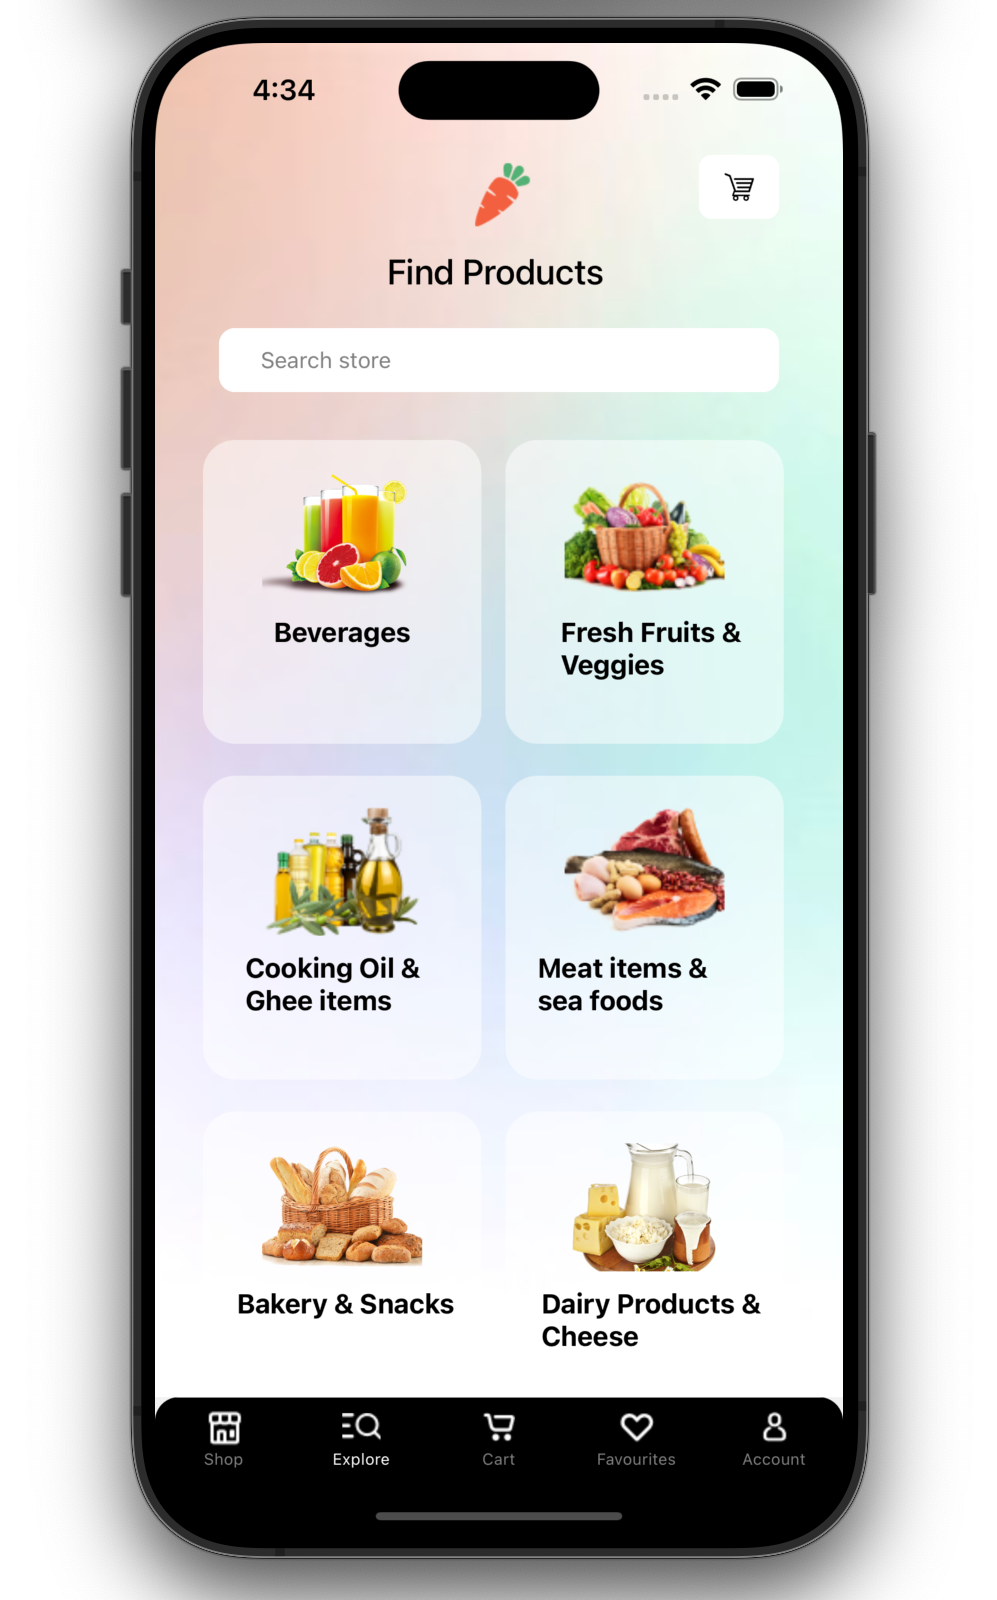 4:34
Find Products
Search store
Beverages
Fresh Fruits &
Veggies
Cooking Oil &
Ghee items
Meat items &
sea foods
Bakery & Snacks
Dairy Products &
Cheese
Shop
Explore
Cart
Favourites
Account